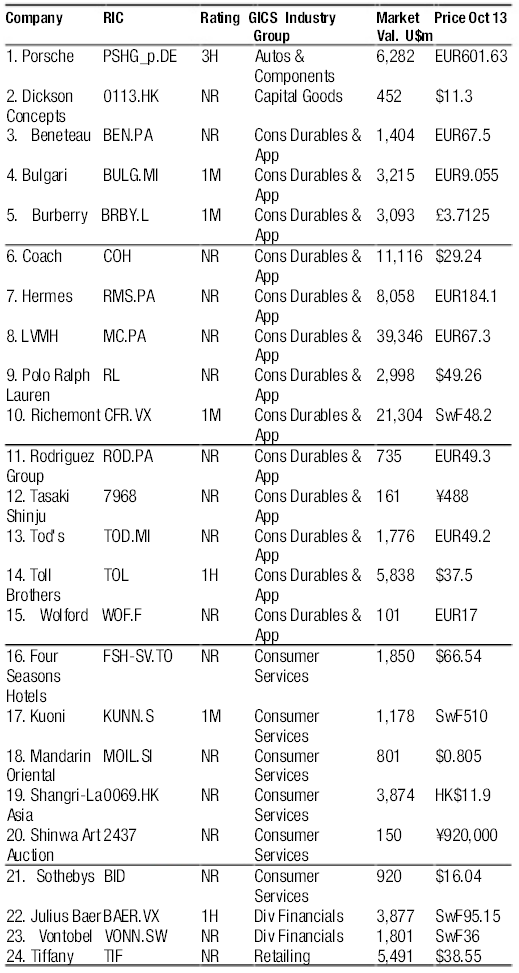 Company RIC Rating GICS Industry Market Price Oct 13
Group Val. U$m
1. Porsche PSHG_p.DE 3H Autos & 6,282 EUR601.63
Components
2. Dickson 0113.HK NR Capital Goods 452 $11.3
Concepts
3. Beneteau BEN.PA NR Cons Durables & 1,404 EUR67.5
App
4. Bulgari BULG.MI 1M Cons Durables & 3,215 EUR9.055
App
5. Burberry BRBY.L 1M Cons Durables & 3,093 £3.7125
App
6. Coach COH NR Cons Durables & 11,116 $29.24
App
7. Hermes RMS.PA NR Cons Durables & 8,058 EUR184.1
App
8. LVMH MC.PA NR Cons Durables & 39,346 EUR67.3
App
9. Polo Ralph RL NR Cons Durables & 2,998 $49.26
Lauren App
10. Richemont CFR.VX 1M Cons Durables & 21,304 SwF48.2
App
11. Rodriguez ROD.PA NR Cons Durables & 735 EUR49.3
Group App
12. Tasaki 7968 NR Cons Durables & 161 ¥488
Shinju App
13. Tod's TOD.MI NR Cons Durables & 1,776 EUR49.2
App
14. Toll TOL 1H Cons Durables & 5,838 $37.5
Brothers App
15. Wolford WOF.F NR Cons Durables & 101 EUR17
App
16. Four FSH-SV.TO NR Consumer 1,850 $66.54
Seasons Services
Hotels
17. Kuoni KUNN.S 1M Consumer 1,178 SwF510
Services
18. Mandarin MOIL.SI NR Consumer 801 $0.805
Oriental Services
19. Shangri-La 0069.HK NR Consumer 3,874 HK$11.9
Asia Services
20. Shinwa Art 2437 NR Consumer 150 ¥920,000
Auction Services
21. Sothebys BID NR Consumer 920 $16.04
Services
22. Julius Baer BAER.VX 1H Div Financials 3,877 SwF95.15
23. Vontobel VONN.SW NR Div Financials 1,801 SwF36
24. Tiffany TIF NR Retailing 5,491 $38.55